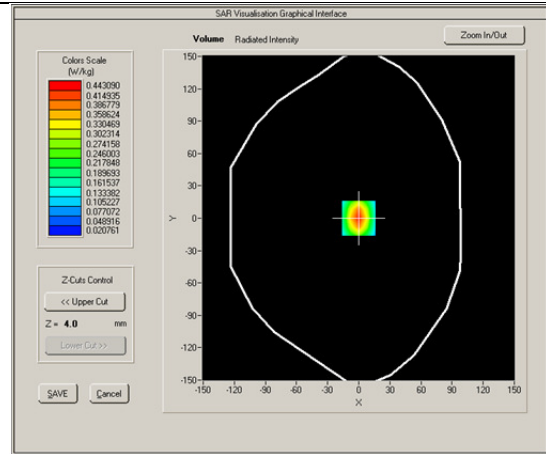 SAR Visualisation Graphical Interface
Volume Radiated Intensity
Zoom In/Out
Colors Scale
(W/kg)
0.443090
0.414935
0.386779
0.358624
0.330469
0.302314
0.274158
0.246003
0.217848
0.189693
0.161537
0.133382
0.105227
0.077072
0.048916
0.020761
Z-Cuts Control
<< Upper Cut
Z = 4.0 mm
Lower Cut >>
SAVE
Cancel
150
120
90
60
30
0
-30
-60
-90
-120
-150
Y
-150 -120 -90 -60 -30 0 30 60 90 120 150
X